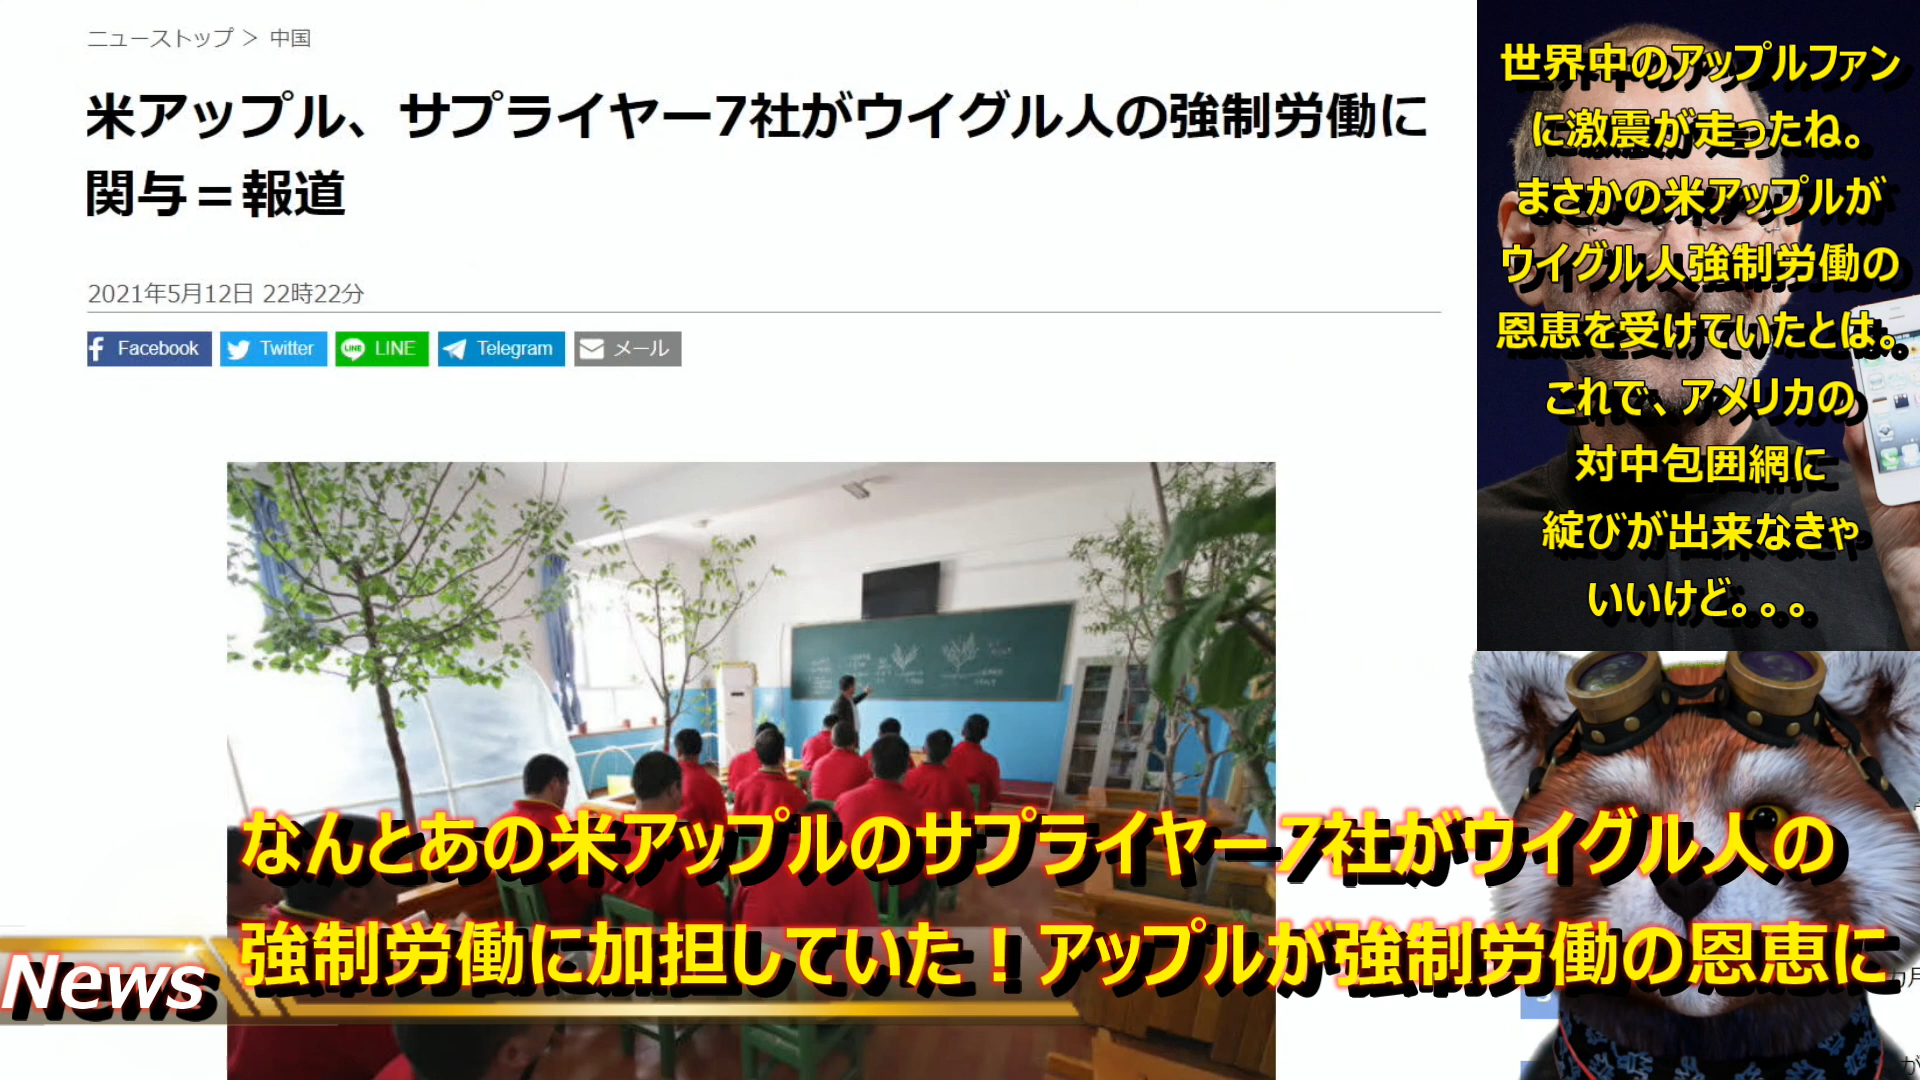 ニューストップ ＞ 中国
米アップル、サプライヤー7社がウイグル人の強制労働に
関与＝報道
2021年5月12日 22時22分
Facebook
Twitter
LINE
LINE
Telegram
メール
世界中のアップルファン
に激震が走ったね。
まさかの米アップルが
ウイグル人強制労働の
恩恵を受けていたとは。
これで、アメリカの
対中包囲網に
綻びが出来なきゃ
いいけど。。。
なんとあの米アップルのサプライヤー7社がウイグル人の
強制労働に加担していた！アップルが強制労働の恩恵に
News